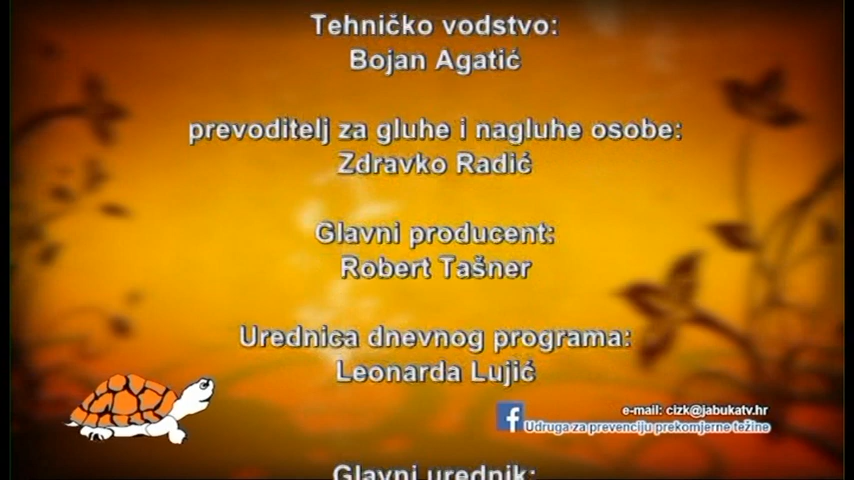 Tehničko vodstvo:
Bojan Agatić
prevoditelj za gluhe i nagluhe osobe:
Zdravko Radić
Glavni producent:
Robert Tašner
Urednica dnevnog programa:
Leonarda Lujić
e-mail: cizk@jabukatv.hr
Udruga za prevenciju prekomjerne težine
Glavni urednik: